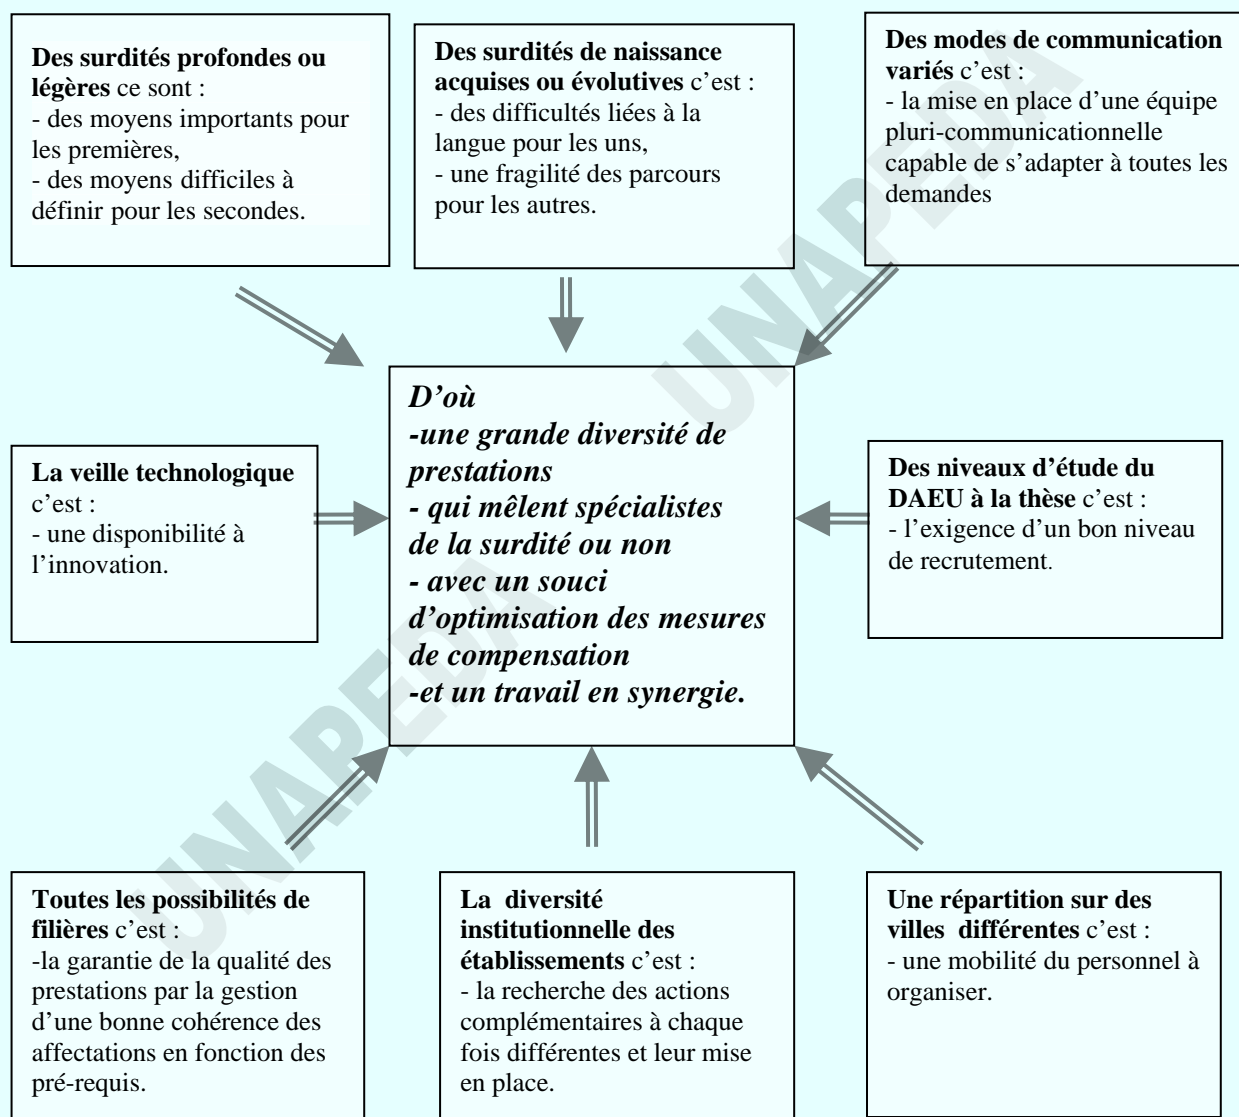 Des surdités profondes ou
légères ce sont :
- des moyens importants pour
les premières,
- des moyens difficiles à
définir pour les secondes.
Des surdités de naissance
acquises ou évolutives c’est :
- des difficultés liées à la
langue pour les uns,
- une fragilité des parcours
pour les autres.
Des modes de communication
variés c’est :
- la mise en place d’une équipe
pluri-communicationnelle
capable de s’adapter à toutes les
demandes
La veille technologique
c’est :
- une disponibilité à
l’innovation.
D’où
-une grande diversité de
prestations
- qui mêlent spécialistes
de la surdité ou non
- avec un souci
d’optimisation des mesures
de compensation
-et un travail en synergie.
Des niveaux d’étude du
DAEU à la thèse c’est :
- l’exigence d’un bon niveau
de recrutement.
Toutes les possibilités de
filières c’est :
-la garantie de la qualité des
prestations par la gestion
d’une bonne cohérence des
affectations en fonction des
pré-requis.
La diversité
institutionnelle des
établissements c’est :
- la recherche des actions
complémentaires à chaque
fois différentes et leur mise
en place.
Une répartition sur des
villes différentes c’est :
- une mobilité du personnel à
organiser.
UNAPEDA
UNAPEDA